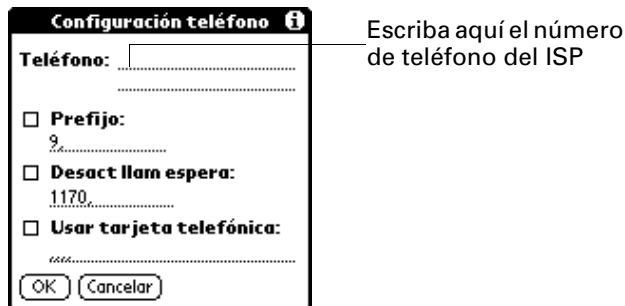 Configuración teléfono
Teléfono:
Prefijo:
9,
Desact llam espera:
1170,
Usar tarjeta telefónica:
,,,,
OK Cancelar
Escriba aquí el número
de teléfono del ISP